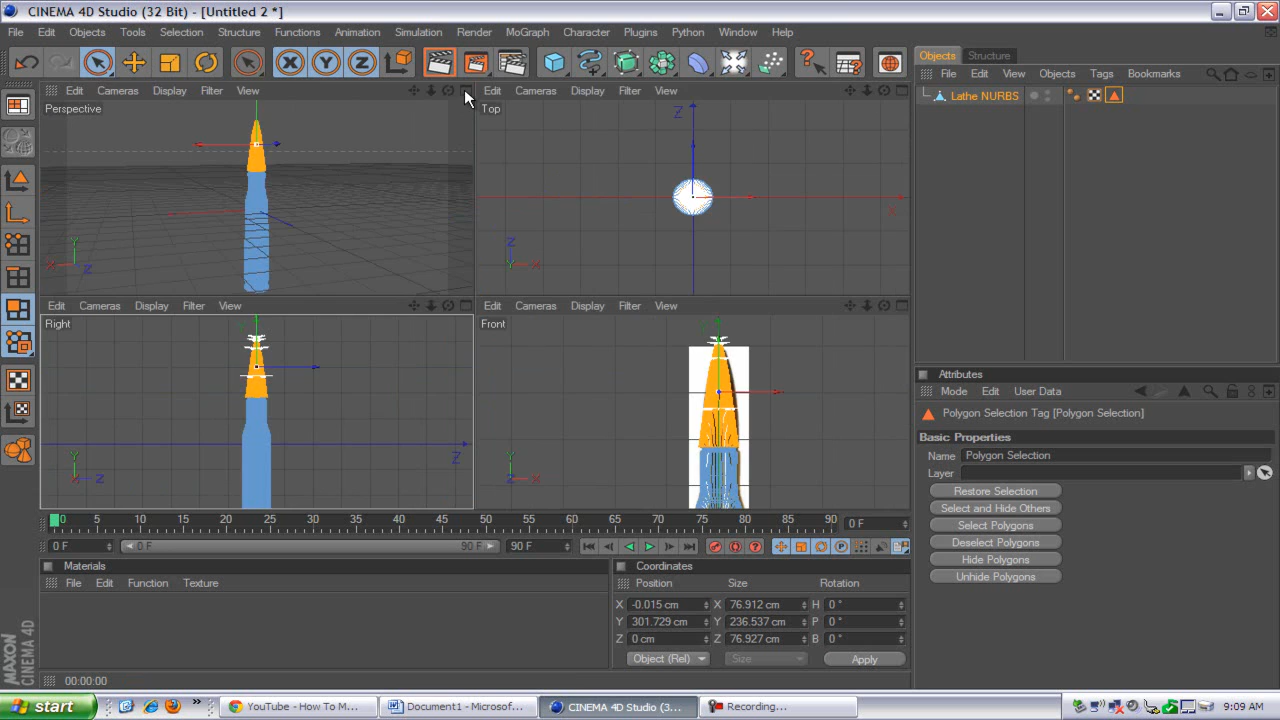 CINEMA 4D Studio (32 Bit) - [Untitled 2 *]
File Edit Objects Tools Selection Structure Functions Animation Simulation Render MoGraph Character Plugins Python Window Help
Objects Structure
File Edit View Objects Tags Bookmarks
Lathe NURBS
Edit Cameras Display Filter View
Perspective
Y
X Z
Edit Cameras Display Filter View
Top
Z
X
Z
Y X
Edit Cameras Display Filter View
Right
Z
Y
X Z
Edit Cameras Display Filter View
Front
Y
Z X
Attributes
Mode Edit User Data
Polygon Selection Tag [Polygon Selection]
Basic Properties
Name Polygon Selection
Layer
Restore Selection
Select and Hide Others
Select Polygons
Deselect Polygons
Hide Polygons
Unhide Polygons
0 5 10 15 20 25 30 35 40 45 50 55 60 65 70 75 80 85 90 0 F
0 F 0 F 90 F 90 F
Materials
File Edit Function Texture
Coordinates
Position Size Rotation
X -0.015 cm X 76.912 cm H 0 °
Y 301.729 cm Y 236.537 cm P 0 °
Z 0 cm Z 76.927 cm B 0 °
Object (Rel) Size Apply
MAXON
CINEMA 4D
00:00:00
start YouTube - How To M... Document1 - Microsof... CINEMA 4D Studio (3... Recording... 9:09 AM